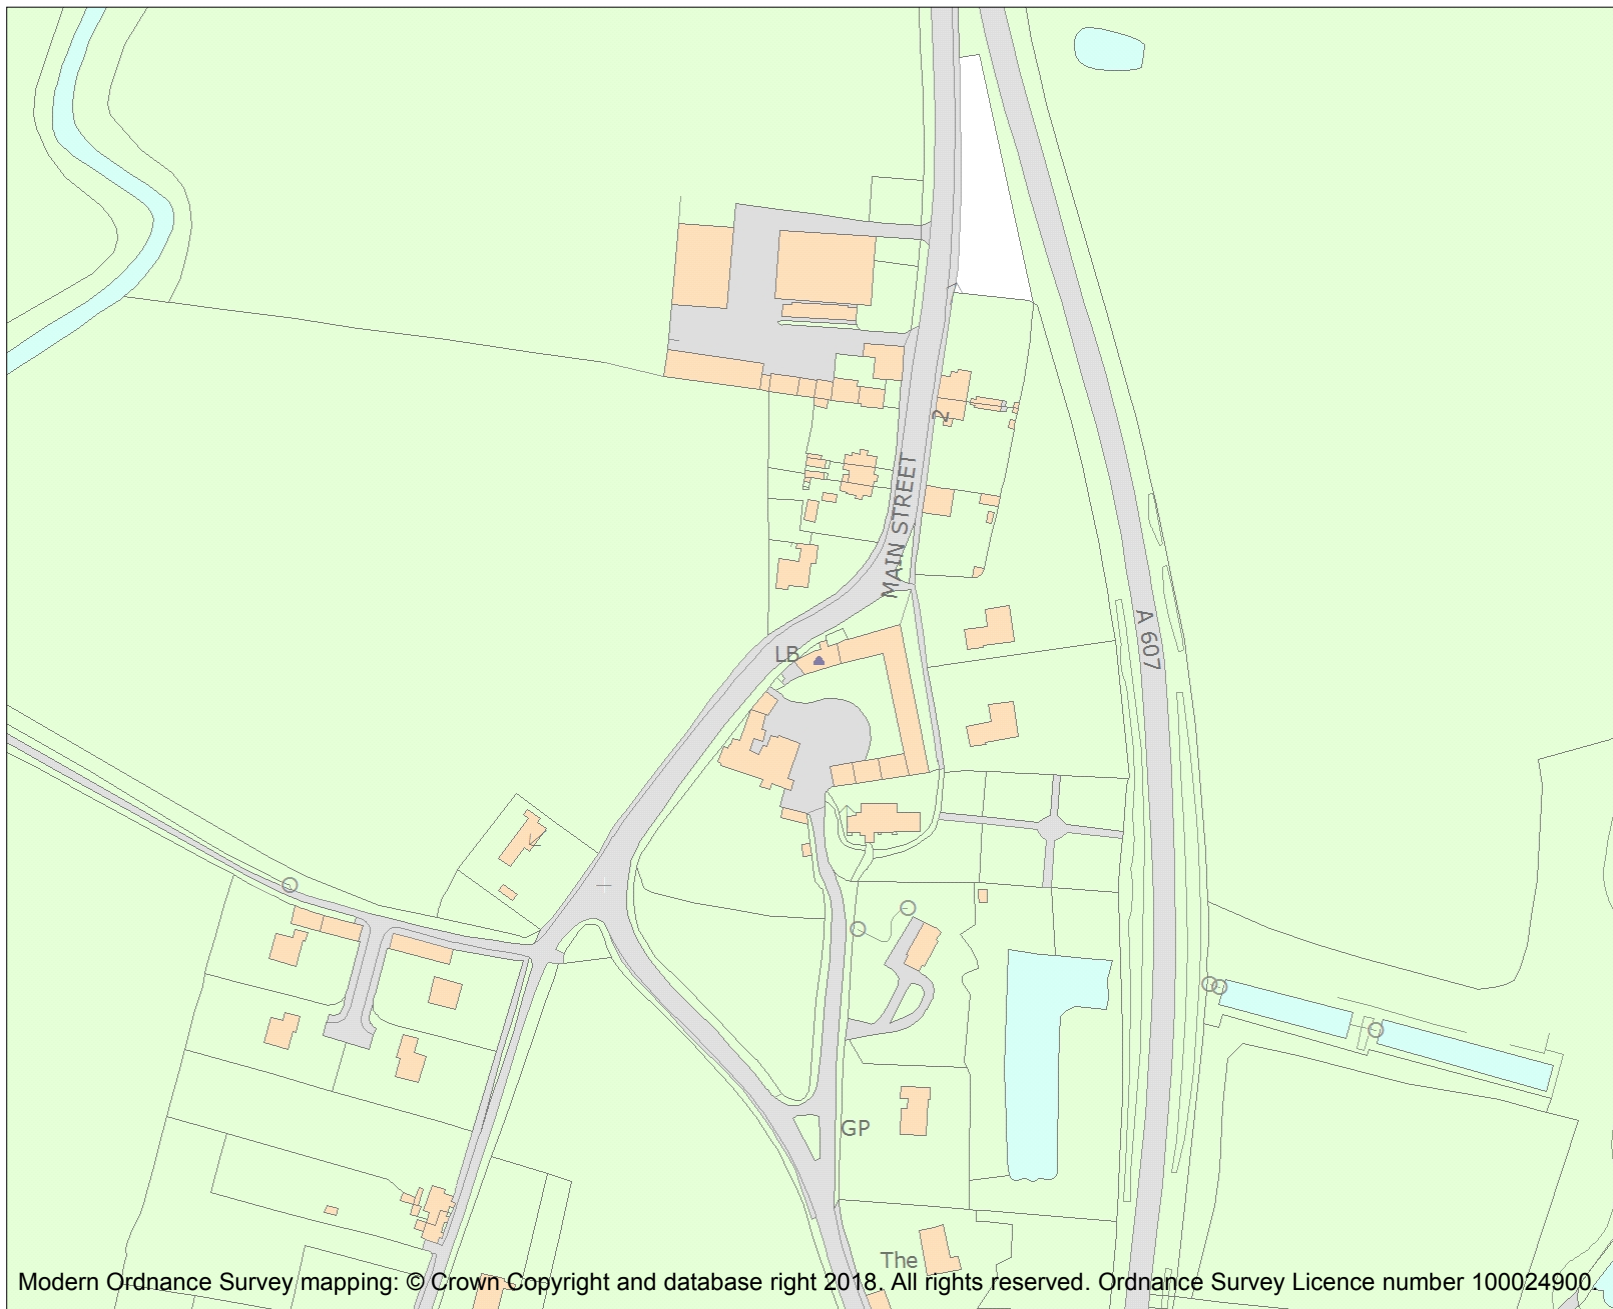 2
MAIN STREET
A 607
LB
GP
The
Modern Ordnance Survey mapping: © Crown Copyright and database right 2018. All rights reserved. Ordnance Survey Licence number 100024900.